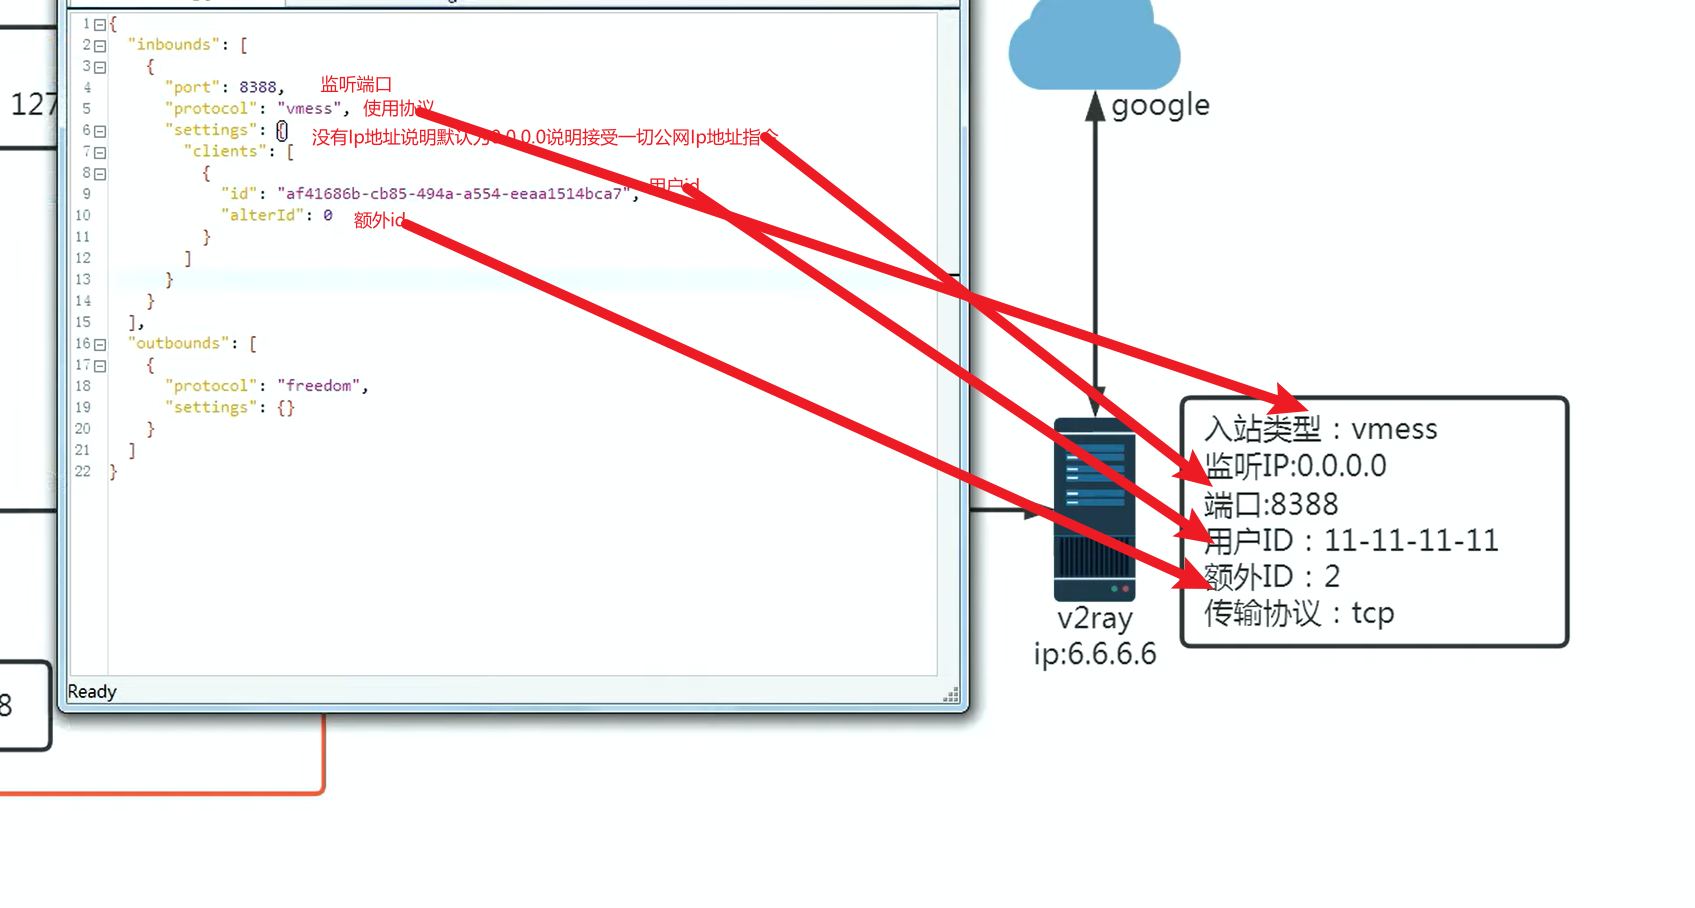 1 {
2 "inbounds": [
3 {
4 "port": 8388, 监听端口
5 "protocol": "vmess", 使用协议
6 "settings": {
没有Ip地址说明默认为0.0.0.0说明接受一切公网Ip地址指令
7 "clients": [
8 {
9 "id": "af41686b-cb85-494a-a554-eeaa1514bca7", 用户id
10 "alterId": 0 额外id
11 }
12 ]
13 }
14 }
15 ],
16 "outbounds": [
17 {
18 "protocol": "freedom",
19 "settings": {}
20 }
21 ]
22 }
Ready
127
8
google
v2ray
ip:6.6.6.6
入站类型：vmess
监听IP:0.0.0.0
端口:8388
用户ID：11-11-11-11
额外ID：2
传输协议：tcp